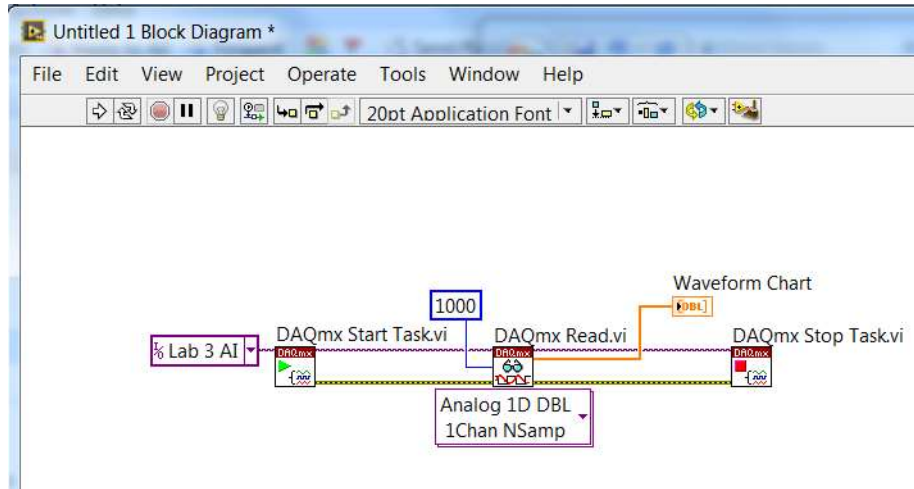 Untitled 1 Block Diagram *
File Edit View Project Operate Tools Window Help
20pt Application Font
Waveform Chart
1000
DBL
DAQmx Start Task.vi DAQmx Read.vi DAQmx Stop Task.vi
I/O Lab 3 AI
DAQmx DAQmx DAQmx
Analog 1D DBL
1Chan NSamp